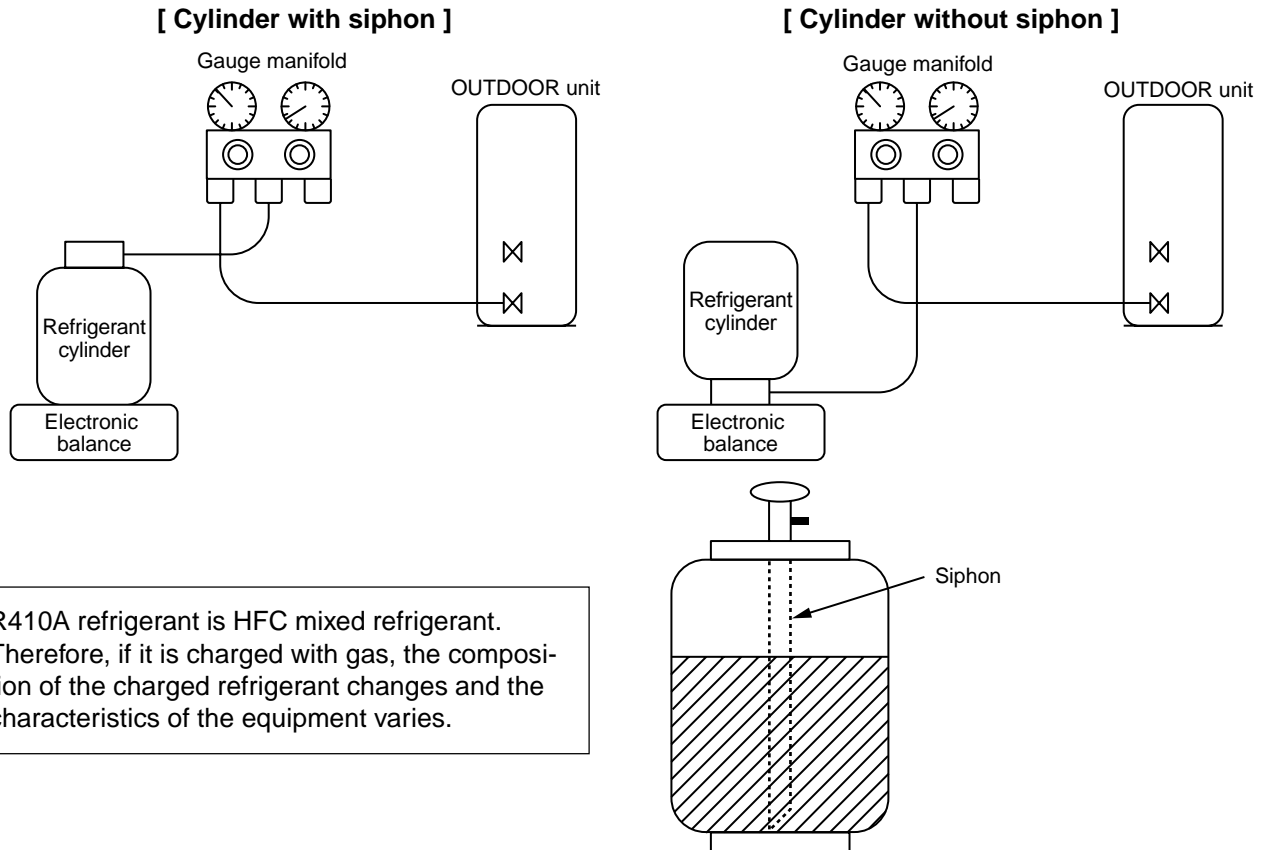 [ Cylinder with siphon ]
Gauge manifold
OUTDOOR unit
Refrigerant
cylinder
Electronic
balance
[ Cylinder without siphon ]
Gauge manifold
OUTDOOR unit
Refrigerant
cylinder
Electronic
balance
Siphon
R410A refrigerant is HFC mixed refrigerant.
Therefore, if it is charged with gas, the composi-
tion of the charged refrigerant changes and the
characteristics of the equipment varies.